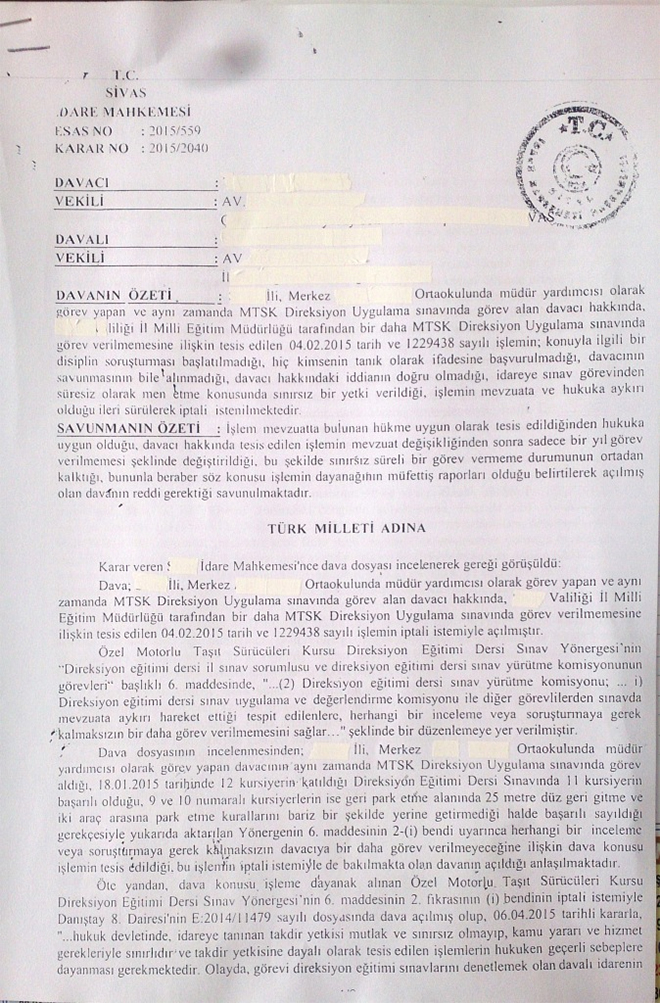 T.C.
SİVAS
.DARE MAHKEMESİ
ESAS NO : 2015/559
KARAR NO : 2015/2040
T.C.
DAVACI :
VEKİLİ : AV.
VAS
DAVALI :
VEKİLİ : AV
DAVANIN ÖZETİ : İli, Merkez Ortaokulunda müdür yardımcısı olarak
görev yapan ve aynı zamanda MTSK Direksiyon Uygulama sınavında görev alan davacı hakkında,
liliği İl Milli Eğitim Müdürlüğü tarafından bir daha MTSK Direksiyon Uygulama sınavında
görev verilmemesine ilişkin tesis edilen 04.02.2015 tarih ve 1229438 sayılı işlemin; konuyla ilgili bir
disiplin soruşturması başlatılmadığı, hiç kimsenin tanık olarak ifadesine başvurulmadığı, davacının
savunmasının bile alınmadığı, davacı hakkındaki iddianın doğru olmadığı, idareye sınav görevinden
süresiz olarak men etme konusunda sınırsız bir yetki verildiği, işlemin mevzuata ve hukuka aykırı
olduğu ileri sürülerek iptali istenilmektedir.
SAVUNMANIN ÖZETİ : İşlem mevzuatta bulunan hükme uygun olarak tesis edildiğinden hukuka
uygun olduğu, davacı hakkında tesis edilen işlemin mevzuat değişikliğinden sonra sadece bir yıl görev
verilmemesi şeklinde değiştirildiği, bu şekilde sınırsız süreli bir görev vermeme durumunun ortadan
kalktığı, bununla beraber söz konusu işlemin dayanağının müfettiş raporları olduğu belirtilerek açılmış
olan davanın reddi gerektiği savunulmaktadır.
TÜRK MİLLETİ ADINA
Karar veren S İdare Mahkemesi'nce dava dosyası incelenerek gereği görüşüldü:
Dava; İli, Merkez Ortaokulunda müdür yardımcısı olarak görev yapan ve aynı
zamanda MTSK Direksiyon Uygulama sınavında görev alan davacı hakkında, Valiliği İl Milli
Eğitim Müdürlüğü tarafından bir daha MTSK Direksiyon Uygulama sınavında görev verilmemesine
ilişkin tesis edilen 04.02.2015 tarih ve 1229438 sayılı işlemin iptali istemiyle açılmıştır.
Özel Motorlu Taşıt Sürücüleri Kursu Direksiyon Eğitimi Dersi Sınav Yönergesi'nin
"Direksiyon eğitimi dersi il sınav sorumlusu ve direksiyon eğitimi dersi sınav yürütme komisyonunun
görevleri" başlıklı 6. maddesinde, "...(2) Direksiyon eğitimi dersi sınav yürütme komisyonu; ... i)
Direksiyon eğitimi dersi sınav uygulama ve değerlendirme komisyonu ile diğer görevlilerden sınavda
mevzuata aykırı hareket ettiği tespit edilenlere, herhangi bir inceleme veya soruşturmaya gerek
kalmaksızın bir daha görev verilmemesini sağlar..." şeklinde bir düzenlemeye yer verilmiştir.
Dava dosyasının incelenmesinden; İli, Merkez Ortaokulunda müdür
yardımcısı olarak görev yapan davacının aynı zamanda MTSK Direksiyon Uygulama sınavında görev
aldığı, 18.01.2015 tarihinde 12 kursiyerin katıldığı Direksiyon Eğitimi Dersi Sınavında 11 kursiyerin
başarılı olduğu, 9 ve 10 numaralı kursiyerlerin ise geri park etme alanında 25 metre düz geri gitme ve
iki araç arasına park etme kurallarını bariz bir şekilde yerine getirmediği halde başarılı sayıldığı
gerekçesiyle yukarıda aktarılan Yönergenin 6. maddesinin 2-(i) bendi uyarınca herhangi bir inceleme
veya soruşturmaya gerek kalmaksızın davacıya bir daha görev verilmeyeceğine ilişkin dava konusu
işlemin tesis edildiği, bu işlemin iptali istemiyle de bakılmakta olan davanın açıldığı anlaşılmaktadır.
Öte yandan, dava konusu işleme dayanak alınan Özel Motorlu Taşıt Sürücüleri Kursu
Direksiyon Eğitimi Dersi Sınav Yönergesi'nin 6. maddesinin 2. fıkrasının (i) bendinin iptali istemiyle
Danıştay 8. Dairesi'nin E:2014/11479 sayılı dosyasında dava açılmış olup, 06.04.2015 tarihli kararla,
"...hukuk devletinde, idareye tanınan takdir yetkisi mutlak ve sınırsız olmayıp, kamu yararı ve hizmet
gerekleriyle sınırlıdır ve takdir yetkisine dayalı olarak tesis edilen işlemlerin hukuken geçerli sebeplere
dayanması gerekmektedir. Olayda, görevi direksiyon eğitimi sınavlarını denetlemek olan davalı idarenin